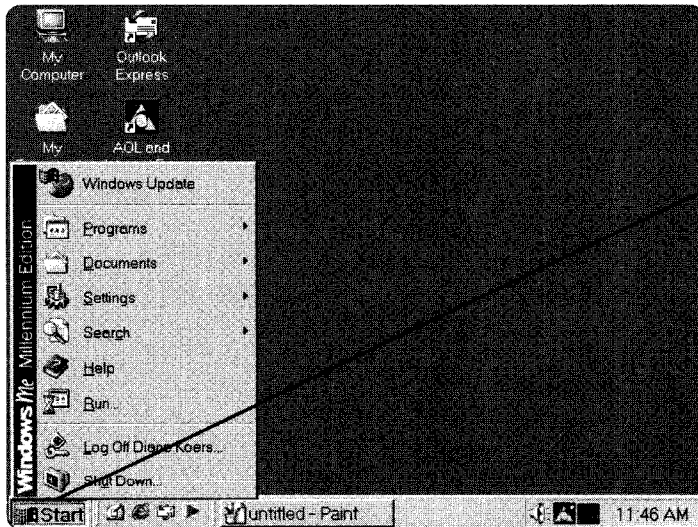 My
Computer
Outlook
Express
My
AOL and
Windows Update
Programs
Documents
Settings
Search
Help
Run...
Log Off Diane Koers...
Shut Down...
Windows Me Millennium Edition
Start
untitled - Paint
11:46 AM